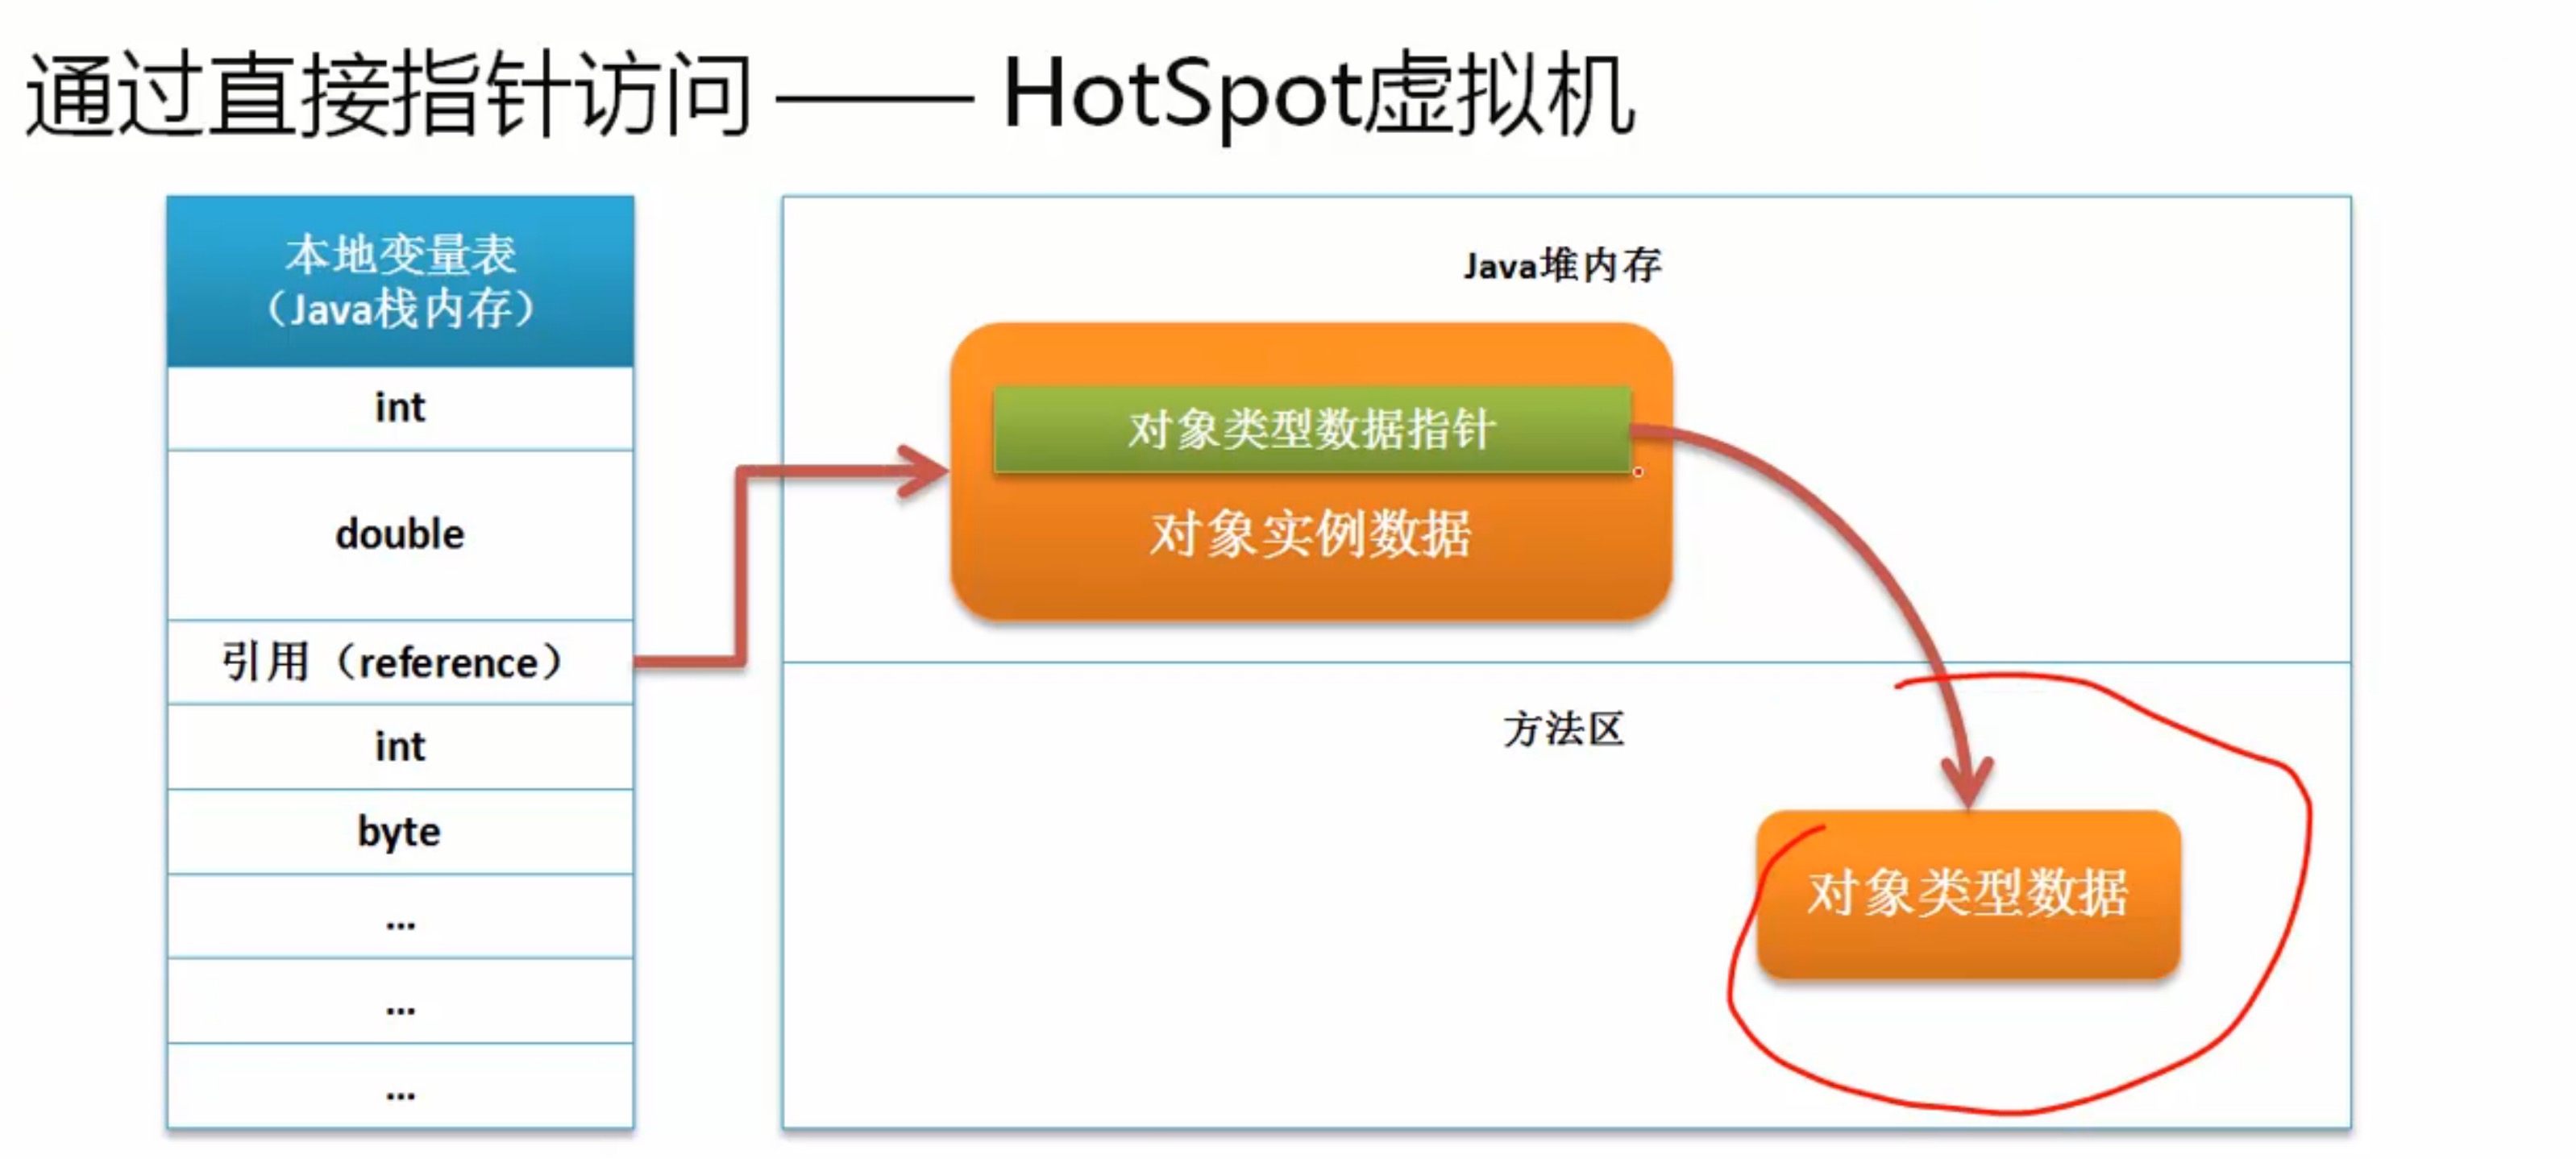 通过直接指针访问 —— HotSpot虚拟机
本地变量表
（Java栈内存）
int
double
引用（reference）
int
byte
...
...
...
Java堆内存
对象类型数据指针
对象实例数据
方法区
对象类型数据